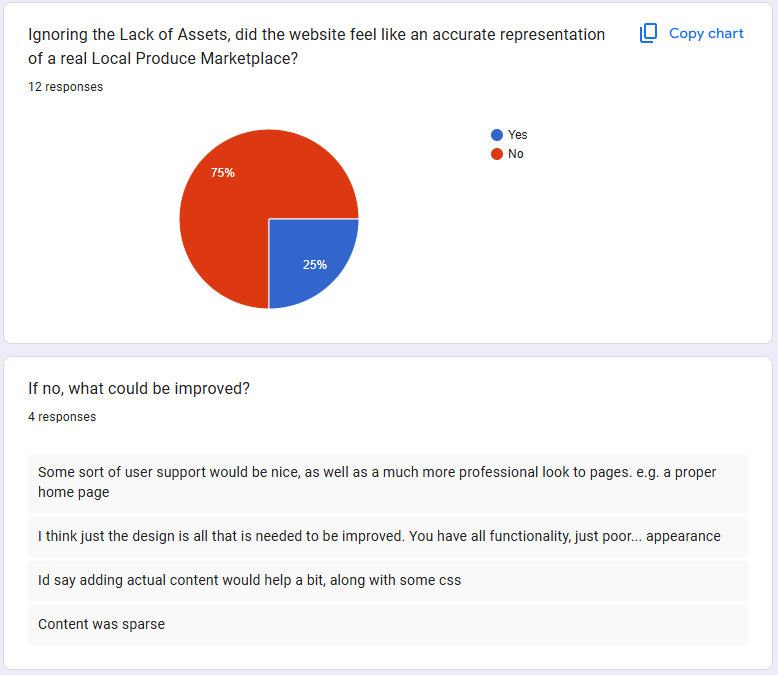 Ignoring the Lack of Assets, did the website feel like an accurate representation
of a real Local Produce Marketplace?
Copy chart
12 responses
Yes
No
75%
25%
If no, what could be improved?
4 responses
Some sort of user support would be nice, as well as a much more professional look to pages. e.g. a proper
home page
I think just the design is all that is needed to be improved. You have all functionality, just poor... appearance
Id say adding actual content would help a bit, along with some css
Content was sparse